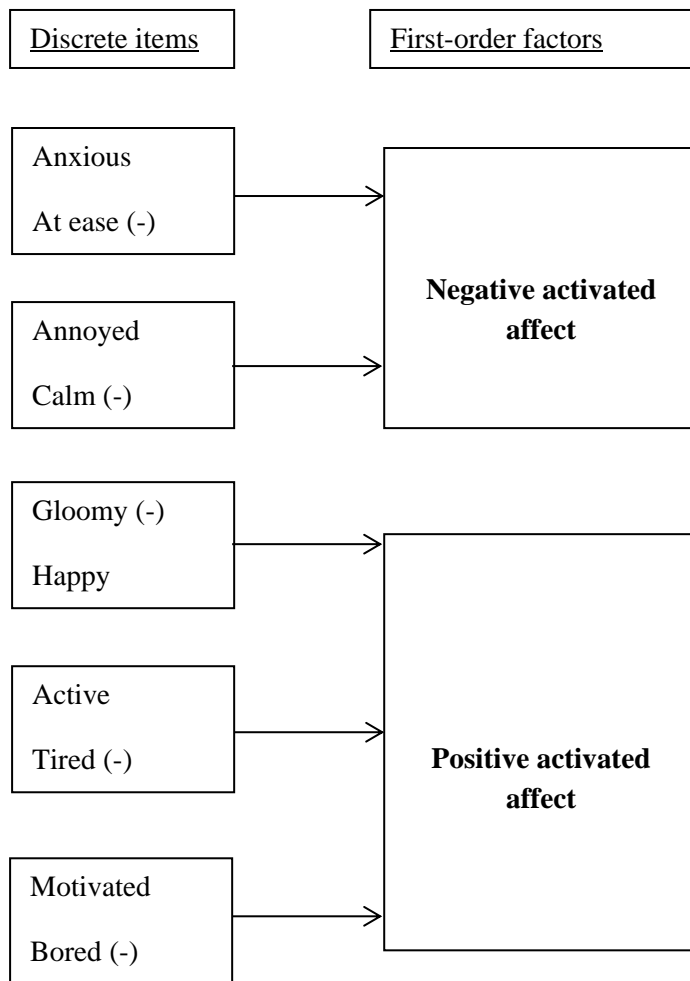 Discrete items
First-order factors
Anxious
At ease (-)
Annoyed
Calm (-)
Negative activated
affect
Gloomy (-)
Happy
Active
Tired (-)
Motivated
Bored (-)
Positive activated
affect